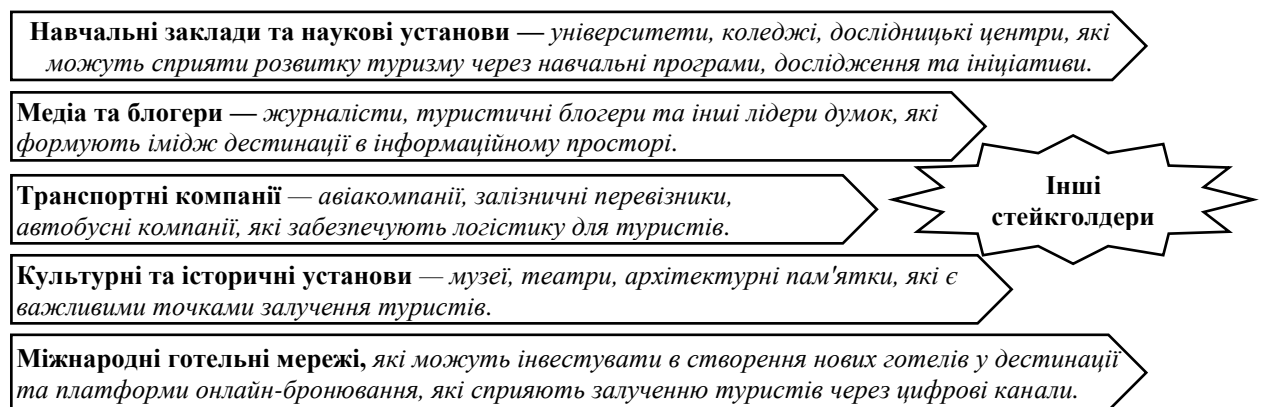 Навчальні заклади та наукові установи — університети, коледжі, дослідницькі центри, які
можуть сприяти розвитку туризму через навчальні програми, дослідження та ініціативи.
Медіа та блогери — журналісти, туристичні блогери та інші лідери думок, які
формують імідж дестинації в інформаційному просторі.
Транспортні компанії — авіакомпанії, залізничні перевізники,
автобусні компанії, які забезпечують логістику для туристів.
Інші
стейкголдери
Культурні та історичні установи — музеї, театри, архітектурні пам'ятки, які є
важливими точками залучення туристів.
Міжнародні готельні мережі, які можуть інвестувати в створення нових готелів у дестинації
та платформи онлайн-бронювання, які сприяють залученню туристів через цифрові канали.